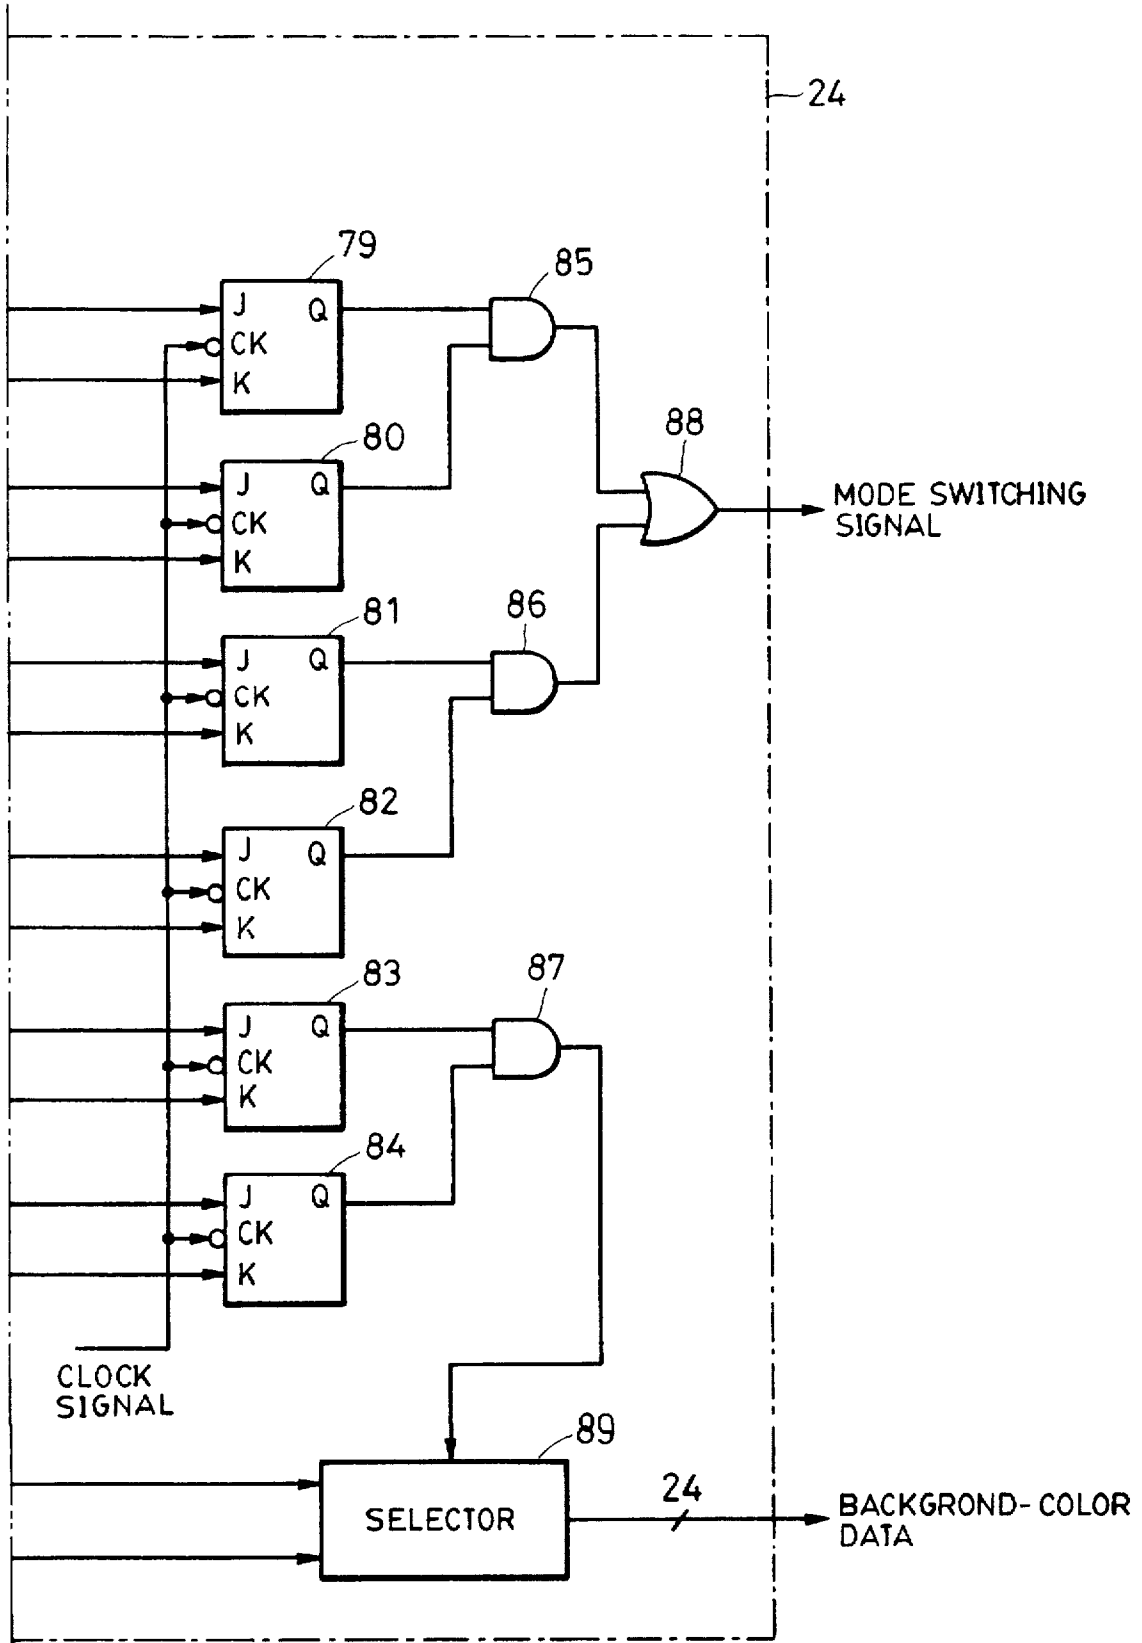 24
79
J Q
CK
K
85
80
J Q
CK
K
88
MODE SWITCHING
SIGNAL
81
J Q
CK
K
86
82
J Q
CK
K
83
J Q
CK
K
87
84
J Q
CK
K
CLOCK
SIGNAL
89
SELECTOR
24
BACKGROND-COLOR
DATA